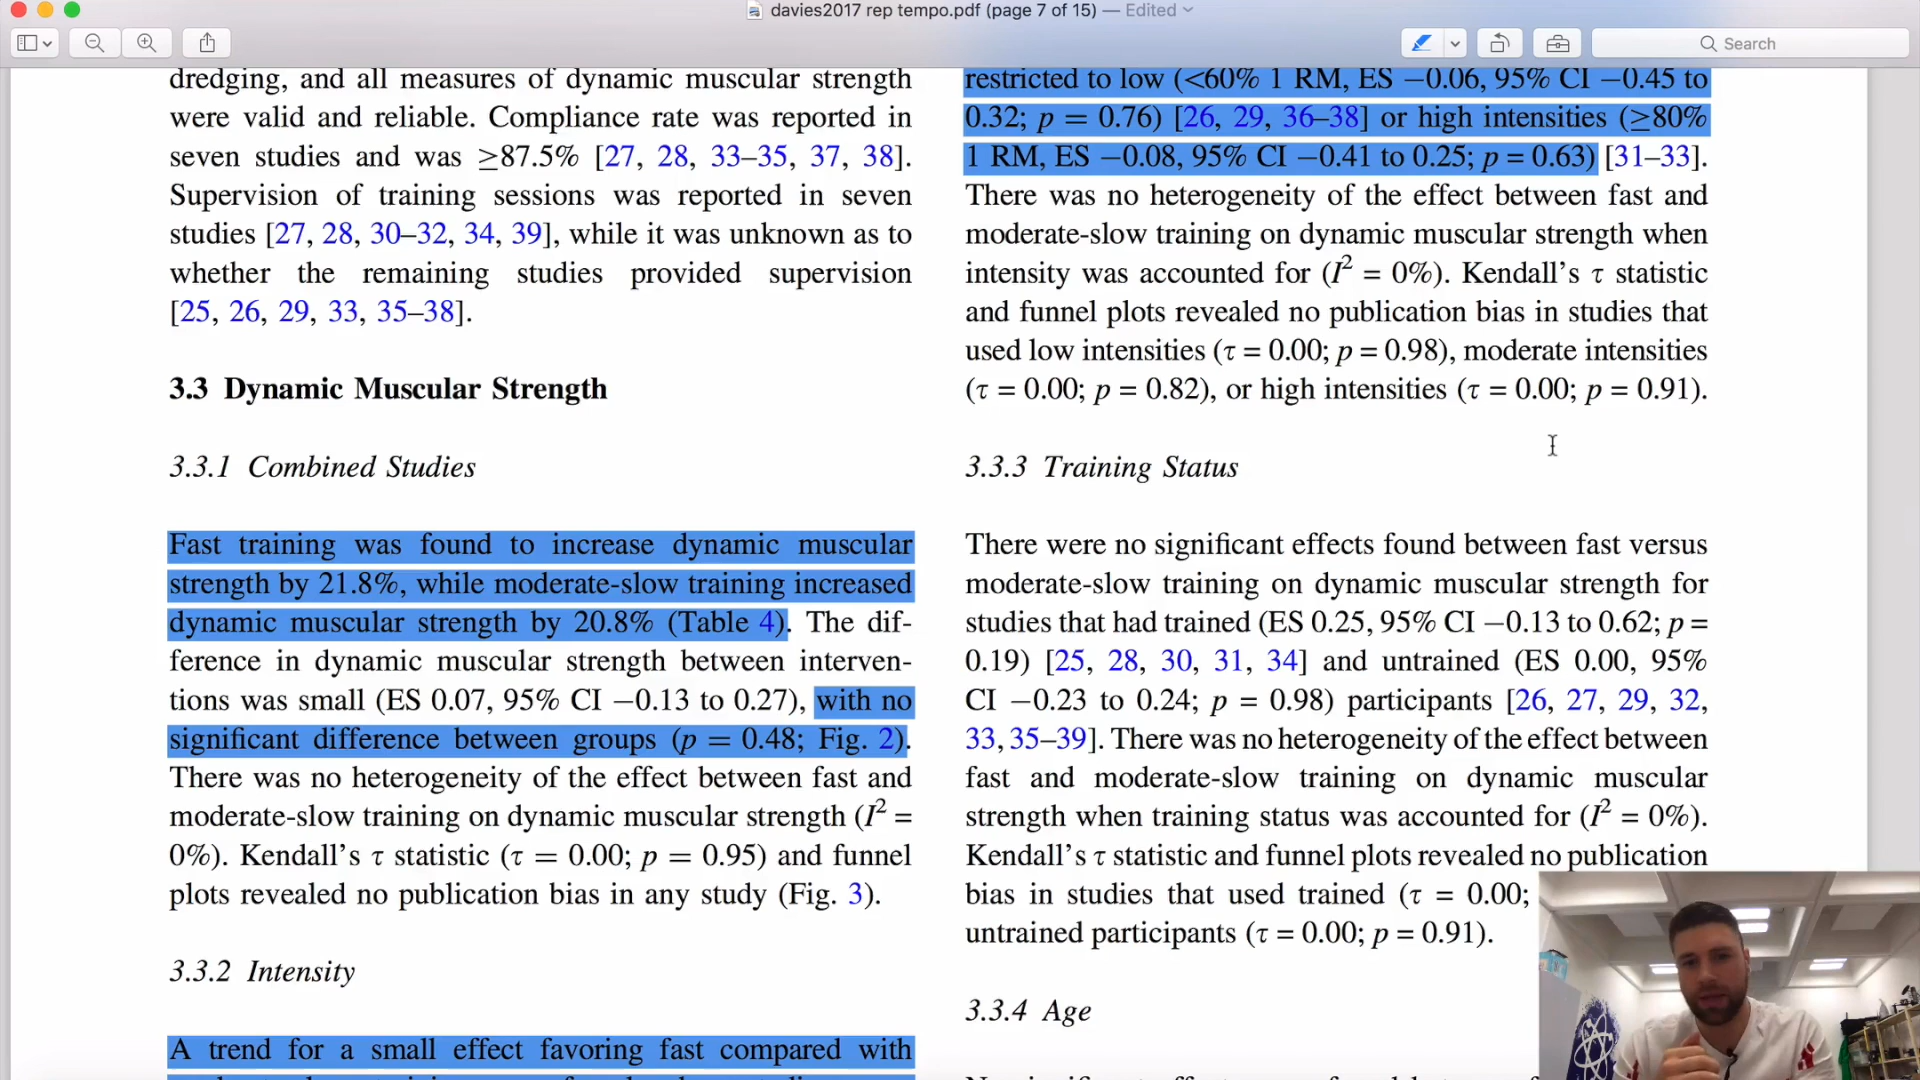 davies2017 rep tempo.pdf (page 7 of 15) — Edited
Search
dredging, and all measures of dynamic muscular strength
were valid and reliable. Compliance rate was reported in
seven studies and was ≥87.5% [27, 28, 33–35, 37, 38].
Supervision of training sessions was reported in seven
studies [27, 28, 30–32, 34, 39], while it was unknown as to
whether the remaining studies provided supervision
[25, 26, 29, 33, 35–38].
3.3 Dynamic Muscular Strength
3.3.1 Combined Studies
Fast training was found to increase dynamic muscular
strength by 21.8%, while moderate-slow training increased
dynamic muscular strength by 20.8% (Table 4). The dif-
ference in dynamic muscular strength between interven-
tions was small (ES 0.07, 95% CI −0.13 to 0.27), with no
significant difference between groups (p = 0.48; Fig. 2).
There was no heterogeneity of the effect between fast and
moderate-slow training on dynamic muscular strength (I² =
0%). Kendall’s τ statistic (τ = 0.00; p = 0.95) and funnel
plots revealed no publication bias in any study (Fig. 3).
3.3.2 Intensity
A trend for a small effect favoring fast compared with
restricted to low (<60% 1 RM, ES −0.06, 95% CI −0.45 to
0.32; p = 0.76) [26, 29, 36–38] or high intensities (≥80%
1 RM, ES −0.08, 95% CI −0.41 to 0.25; p = 0.63) [31–33].
There was no heterogeneity of the effect between fast and
moderate-slow training on dynamic muscular strength when
intensity was accounted for (I² = 0%). Kendall’s τ statistic
and funnel plots revealed no publication bias in studies that
used low intensities (τ = 0.00; p = 0.98), moderate intensities
(τ = 0.00; p = 0.82), or high intensities (τ = 0.00; p = 0.91).
3.3.3 Training Status
There were no significant effects found between fast versus
moderate-slow training on dynamic muscular strength for
studies that had trained (ES 0.25, 95% CI −0.13 to 0.62; p =
0.19) [25, 28, 30, 31, 34] and untrained (ES 0.00, 95%
CI −0.23 to 0.24; p = 0.98) participants [26, 27, 29, 32,
33, 35–39]. There was no heterogeneity of the effect between
fast and moderate-slow training on dynamic muscular
strength when training status was accounted for (I² = 0%).
Kendall’s τ statistic and funnel plots revealed no publication
bias in studies that used trained (τ = 0.00;
untrained participants (τ = 0.00; p = 0.91).
3.3.4 Age